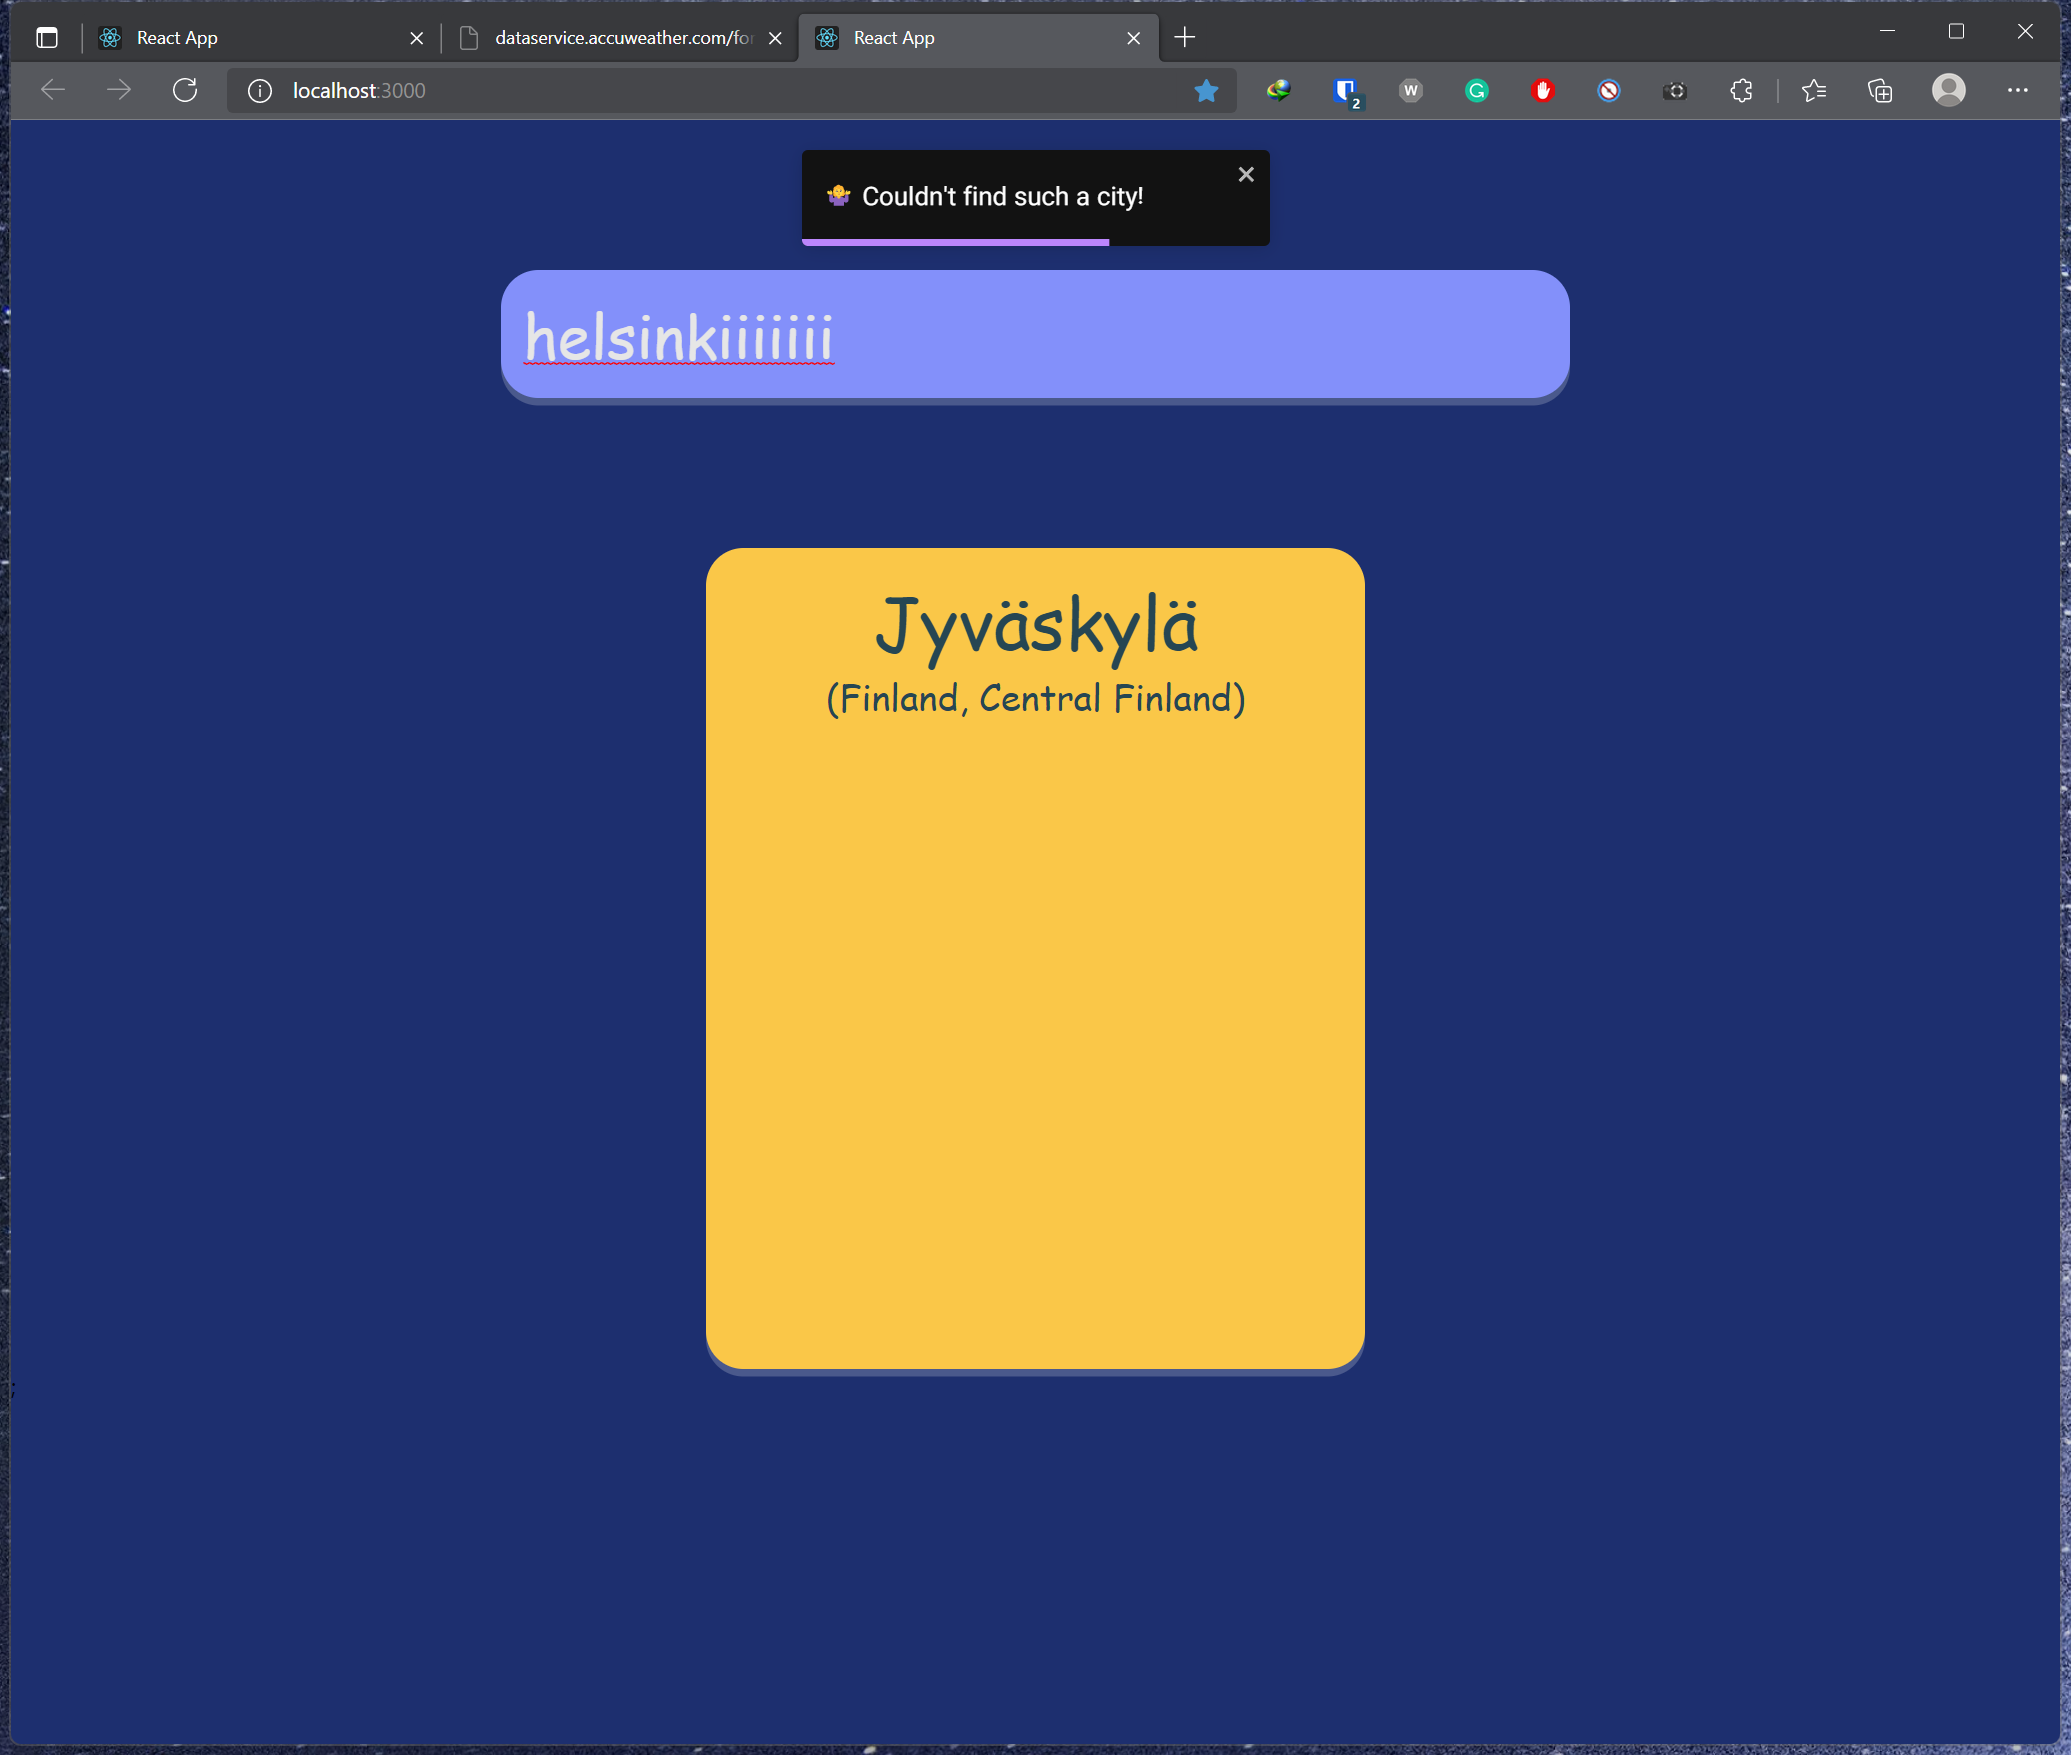 React App
dataservice.accuweather.com/for
React App
localhost:3000
2
W
G
🤷 Couldn't find such a city!
helsinkiiiiiii
Jyväskylä
(Finland, Central Finland)
;